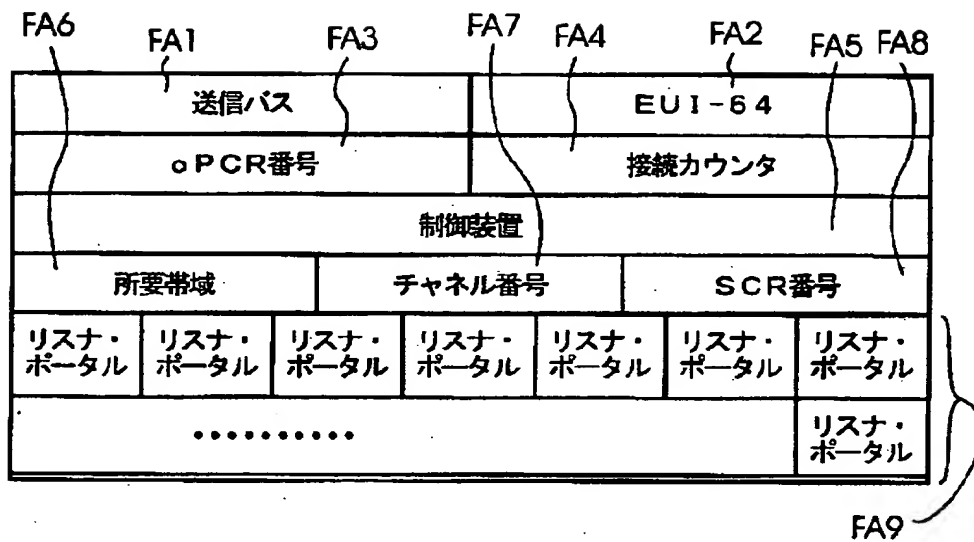 FA6
FA1
FA3
FA7
FA4
FA2
FA5
FA8
送信バス
EUI-64
oPCR番号
接続カウンタ
制御装置
所要帯域
チャネル番号
SCR番号
リスナ・
ポータル
リスナ・
ポータル
リスナ・
ポータル
リスナ・
ポータル
リスナ・
ポータル
リスナ・
ポータル
リスナ・
ポータル
••••••••••
リスナ・
ポータル
FA9